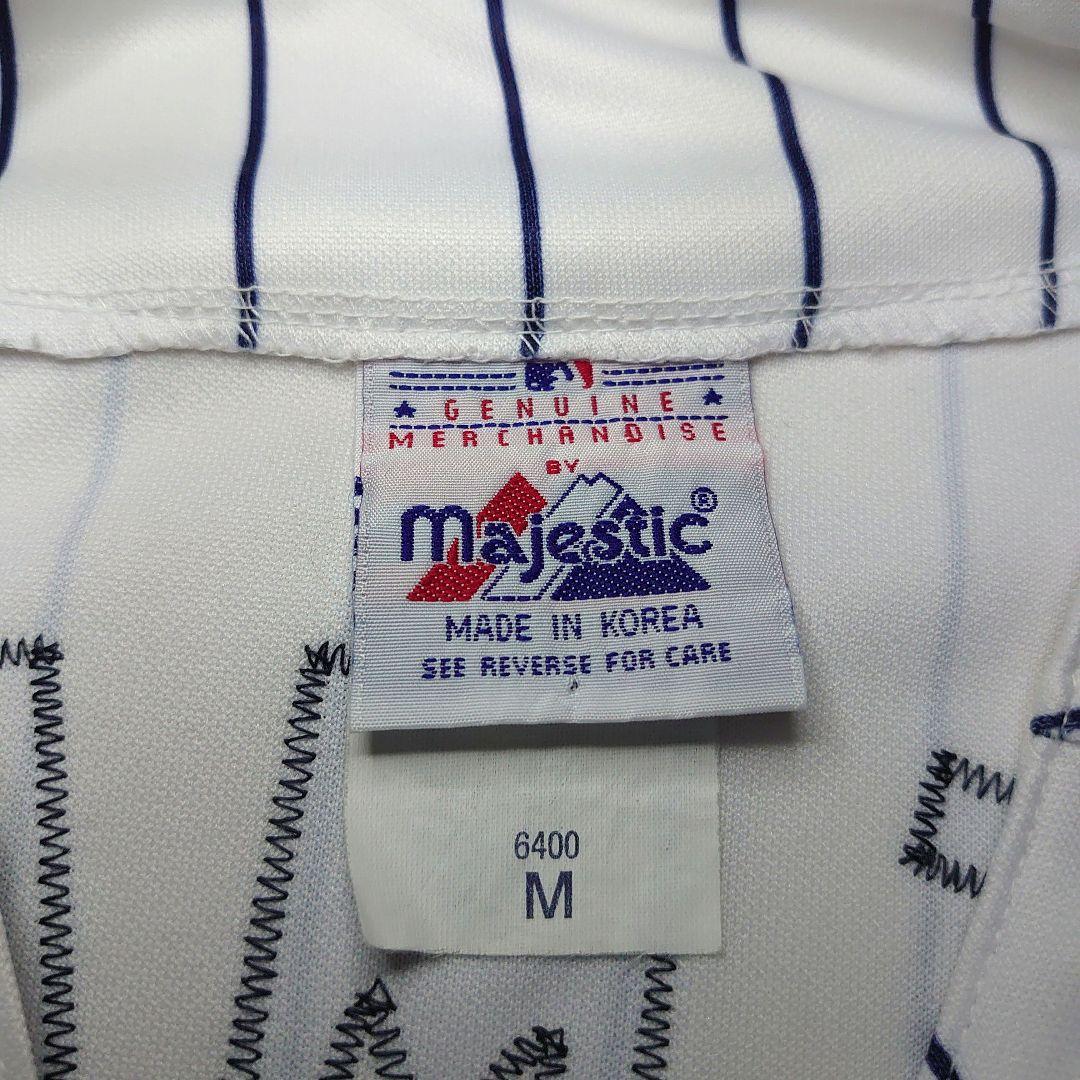 GENUINE
MERCHANDISE
BY
Majestic®
MADE IN KOREA
SEE REVERSE FOR CARE
6400
M